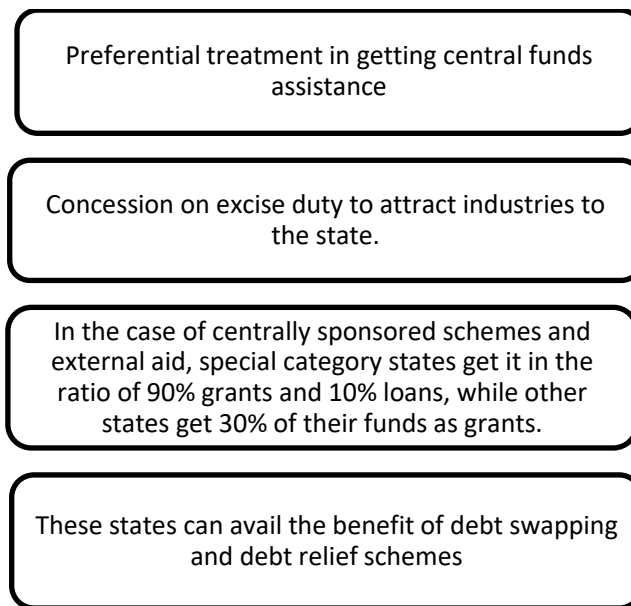 Preferential treatment in getting central funds
assistance
Concession on excise duty to attract industries to
the state.
In the case of centrally sponsored schemes and
external aid, special category states get it in the
ratio of 90% grants and 10% loans, while other
states get 30% of their funds as grants.
These states can avail the benefit of debt swapping
and debt relief schemes